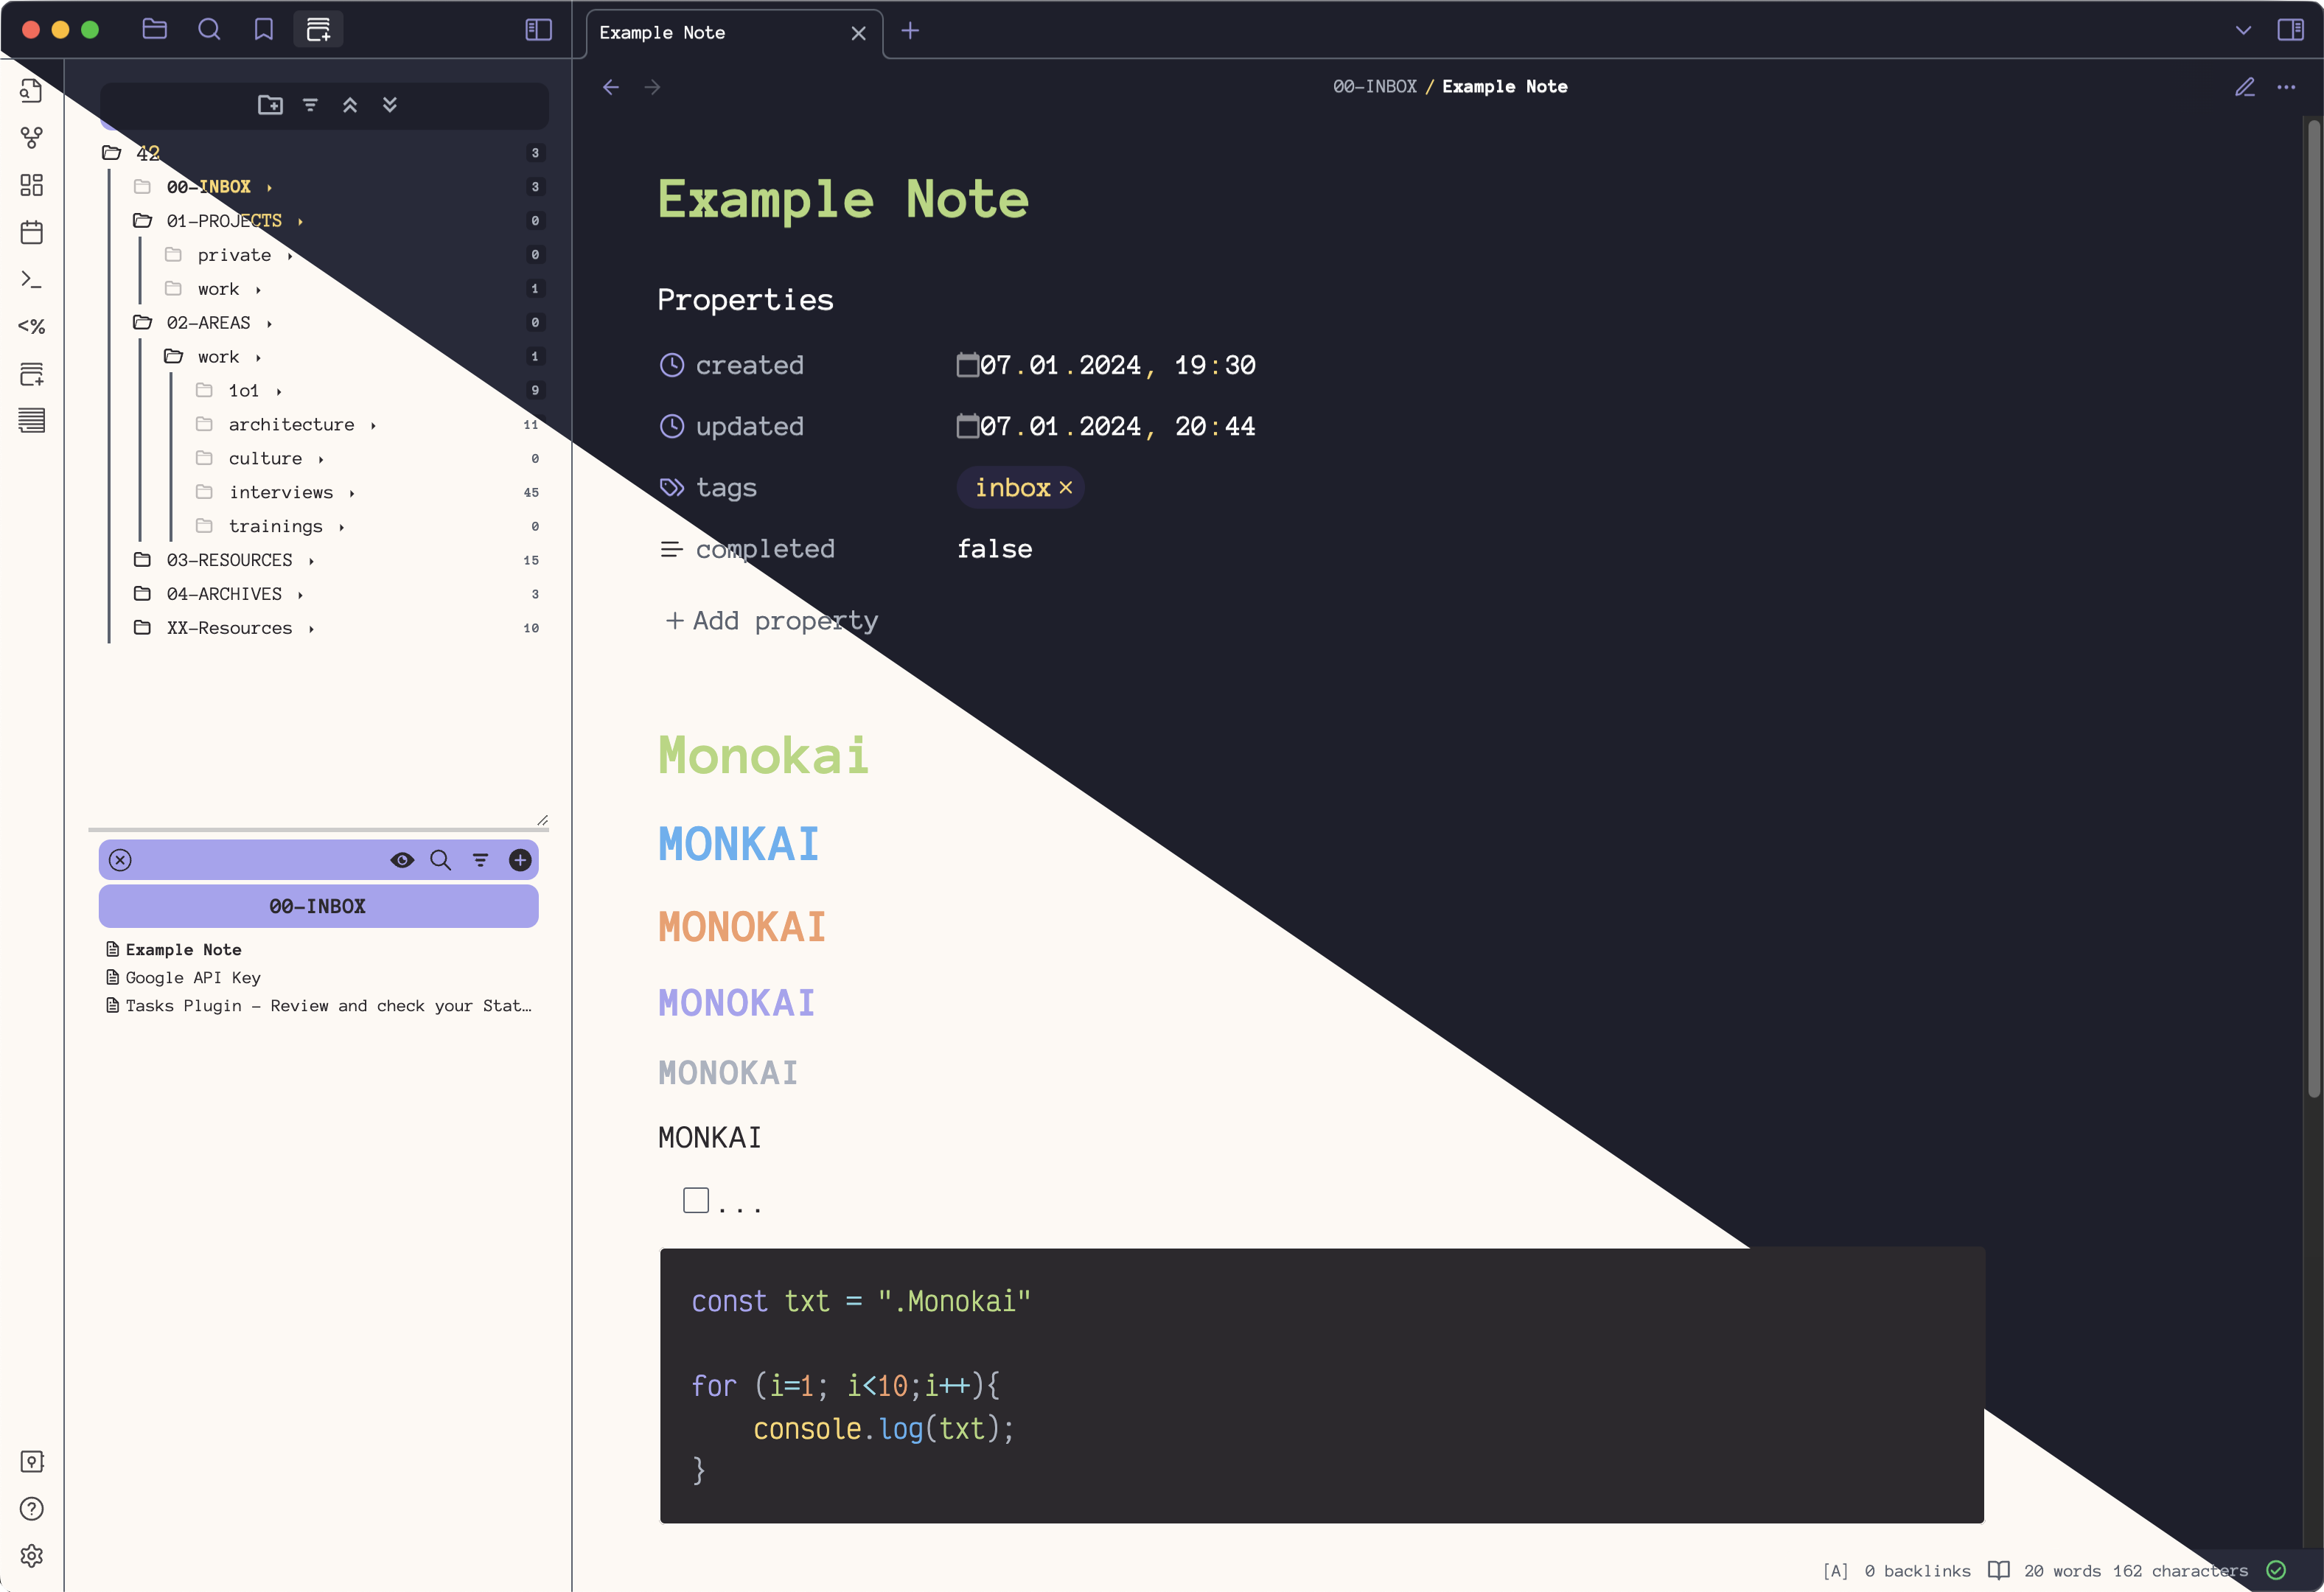 Example Note
00-INBOX / Example Note
<%
42 3
00-INBOX 3
01-PROJECTS 0
private 0
work 1
02-AREAS 0
work 1
1o1 9
architecture 11
culture 0
interviews 45
trainings 0
03-RESOURCES 15
04-ARCHIVES 3
XX-Resources 10
00-INBOX
Example Note
Google API Key
Tasks Plugin - Review and check your Stat…
Example Note
Properties
created 07.01.2024, 19:30
updated 07.01.2024, 20:44
tags inbox
completed false
Add property
Monokai
MONKAI
MONOKAI
MONOKAI
MONOKAI
MONKAI
...
const txt = ".Monokai"
for (i=1; i<10;i++){
console.log(txt);
}
[A] 0 backlinks 20 words 162 characters